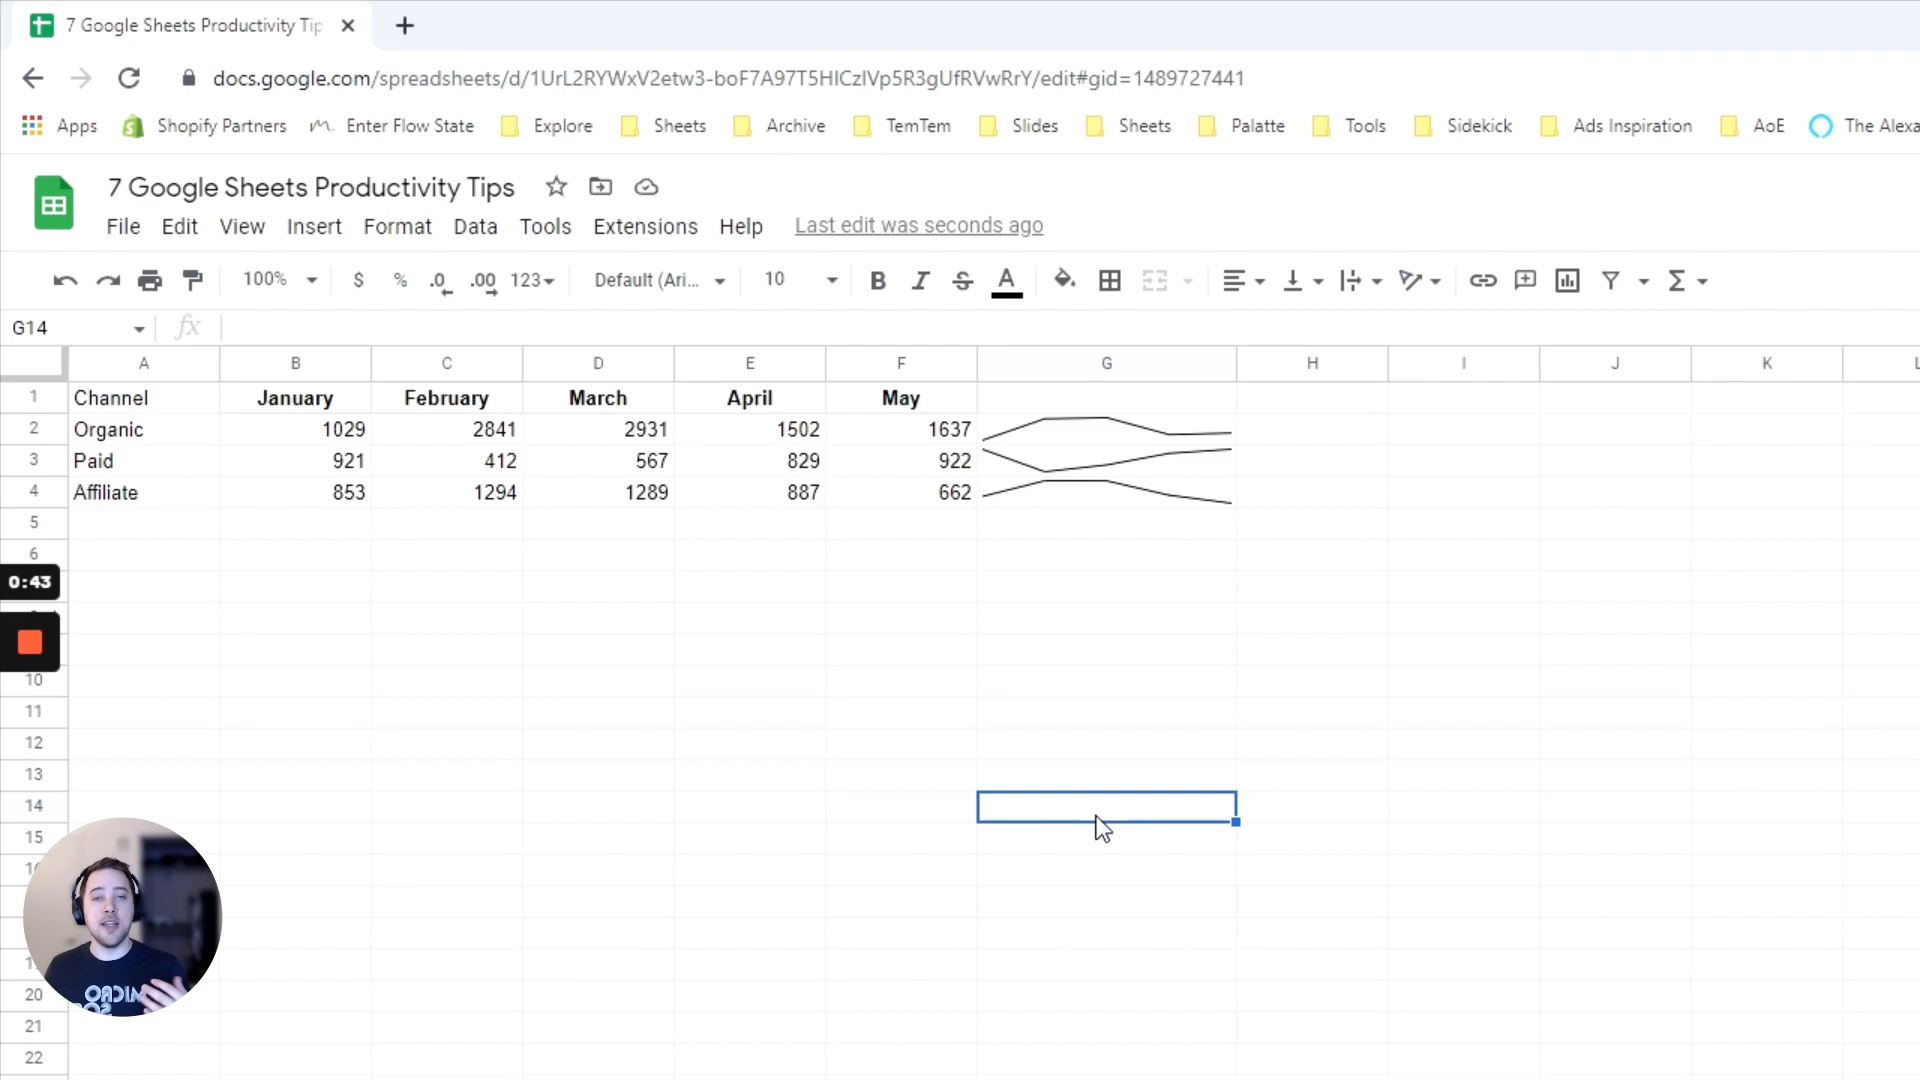 7 Google Sheets Productivity Tip
docs.google.com/spreadsheets/d/1UrL2RYWxV2etw3-boF7A97T5HICzIVp5R3gUfRVwRrY/edit#gid=1489727441
Apps Shopify Partners Enter Flow State Explore Sheets Archive TemTem Slides Sheets Palatte Tools Sidekick Ads Inspiration AoE The Alexa
7 Google Sheets Productivity Tips
File Edit View Insert Format Data Tools Extensions Help Last edit was seconds ago
100% $ % .0 .00 123 Default (Ari... 10 B I S A
G14 fx
A B C D E F G H I J K L
1 Channel January February March April May
2 Organic 1029 2841 2931 1502 1637
3 Paid 921 412 567 829 922
4 Affiliate 853 1294 1289 887 662
5
6
0:43
10
11
12
13
14
15
20
21
22